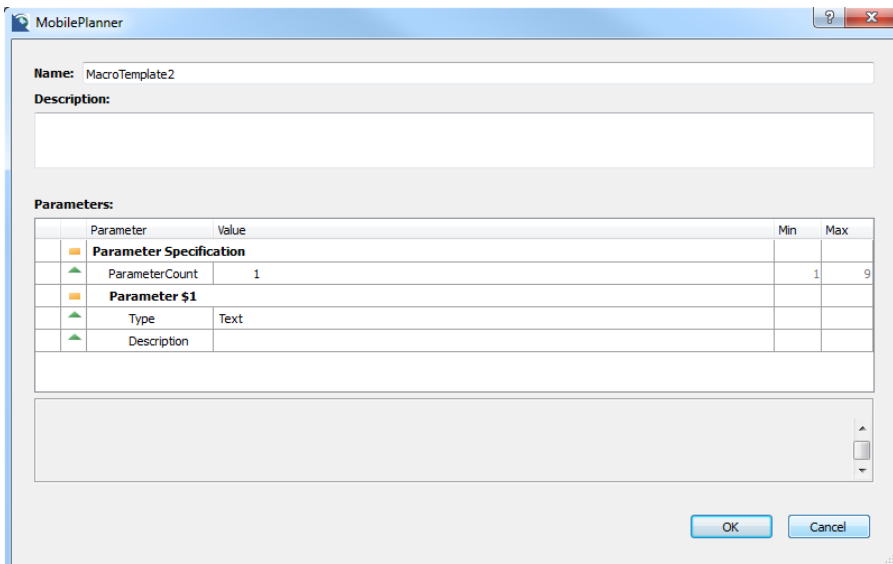 MobilePlanner
?
Name: MacroTemplate2
Description:
Parameters:
Parameter Value Min Max
Parameter Specification
ParameterCount 1 1 9
Parameter $1
Type Text
Description
OK Cancel